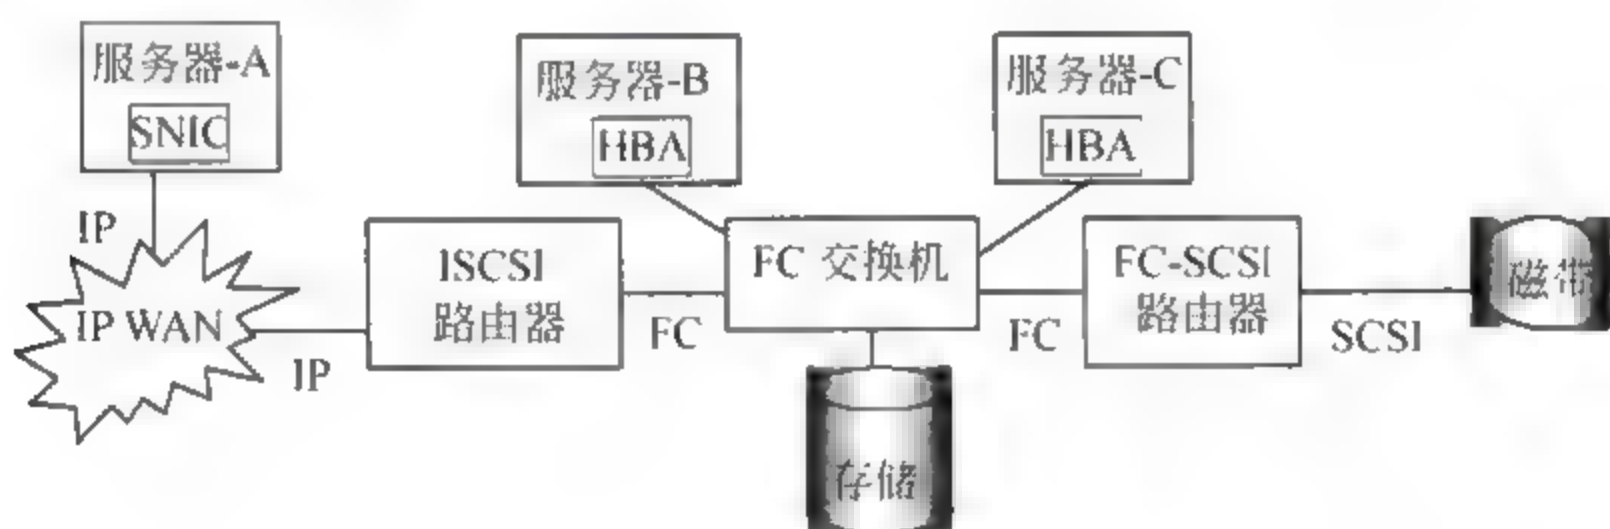 服务器-A
SNIC
服务器-B
HBA
服务器-C
HBA
IP
IP WAN
IP
ISCSI
路由器
FC
FC 交换机
FC
FC-SCSI
路由器
SCSI
磁带
存储